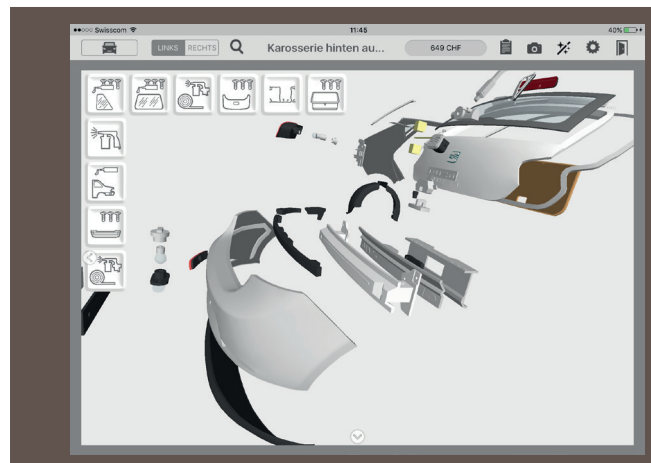 Swisscom
11:45
40%
LINKS
RECHTS
Karosserie hinten au...
649 CHF